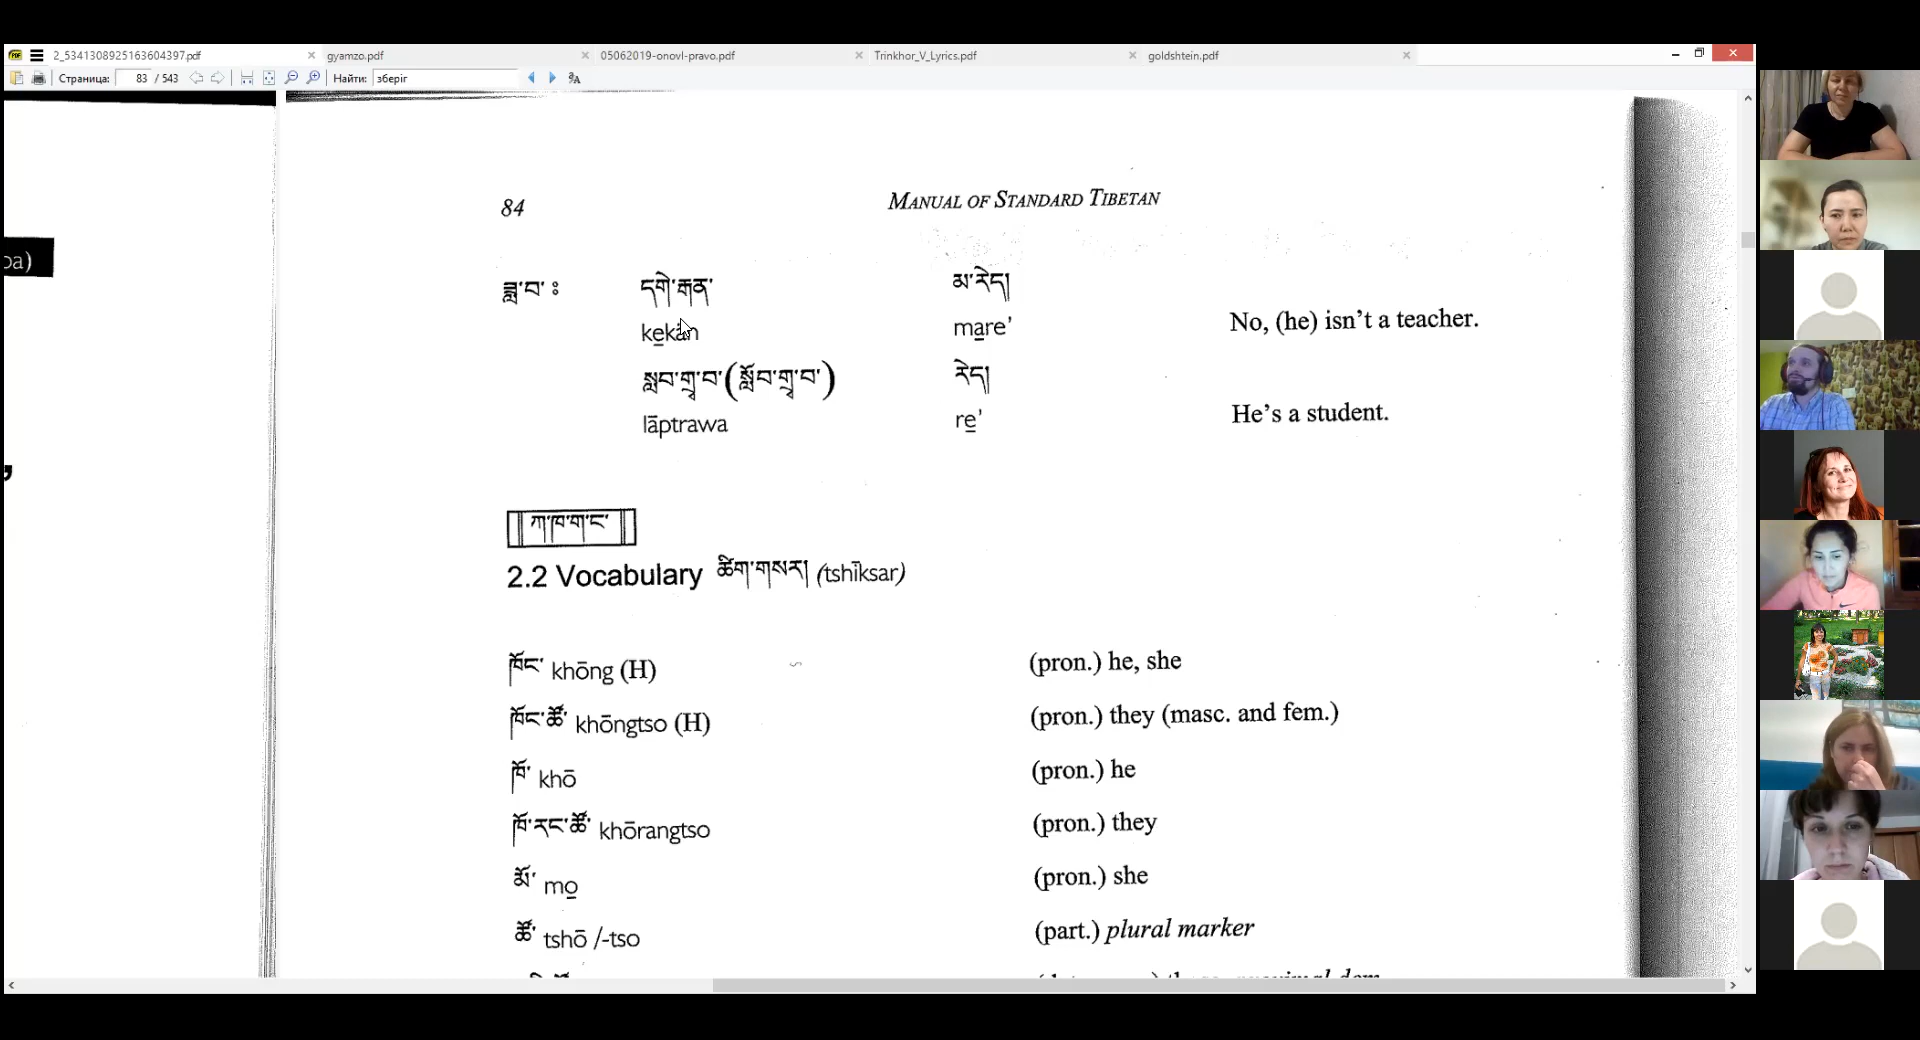 2_5341308925163604397.pdf gyamzo.pdf 05062019-onovl-pravo.pdf Trinkhor_V_Lyrics.pdf goldshtein.pdf
Страница: 83 / 543 Найти: зберіг
84 MANUAL OF STANDARD TIBETAN
ཟླ་བ་ ༔ དགེ་རྒན་ མ་རེད།
kekän mare' No, (he) isn't a teacher.
སླབ་གྲྭ་བ་(སློབ་གྲྭ་བ་) རེད།
lāptrawa re' He's a student.
ཀ་ཁ་ག་ང་
2.2 Vocabulary ཚིག་གསར། (tshīksar)
ཁོང་ khōng (H) (pron.) he, she
ཁོང་ཚོ་ khōngtso (H) (pron.) they (masc. and fem.)
ཁོ་ khō (pron.) he
ཁོ་རང་ཚོ་ khōrangtso (pron.) they
མོ་ mo̱ (pron.) she
ཚོ་ tshō /-tso (part.) plural marker